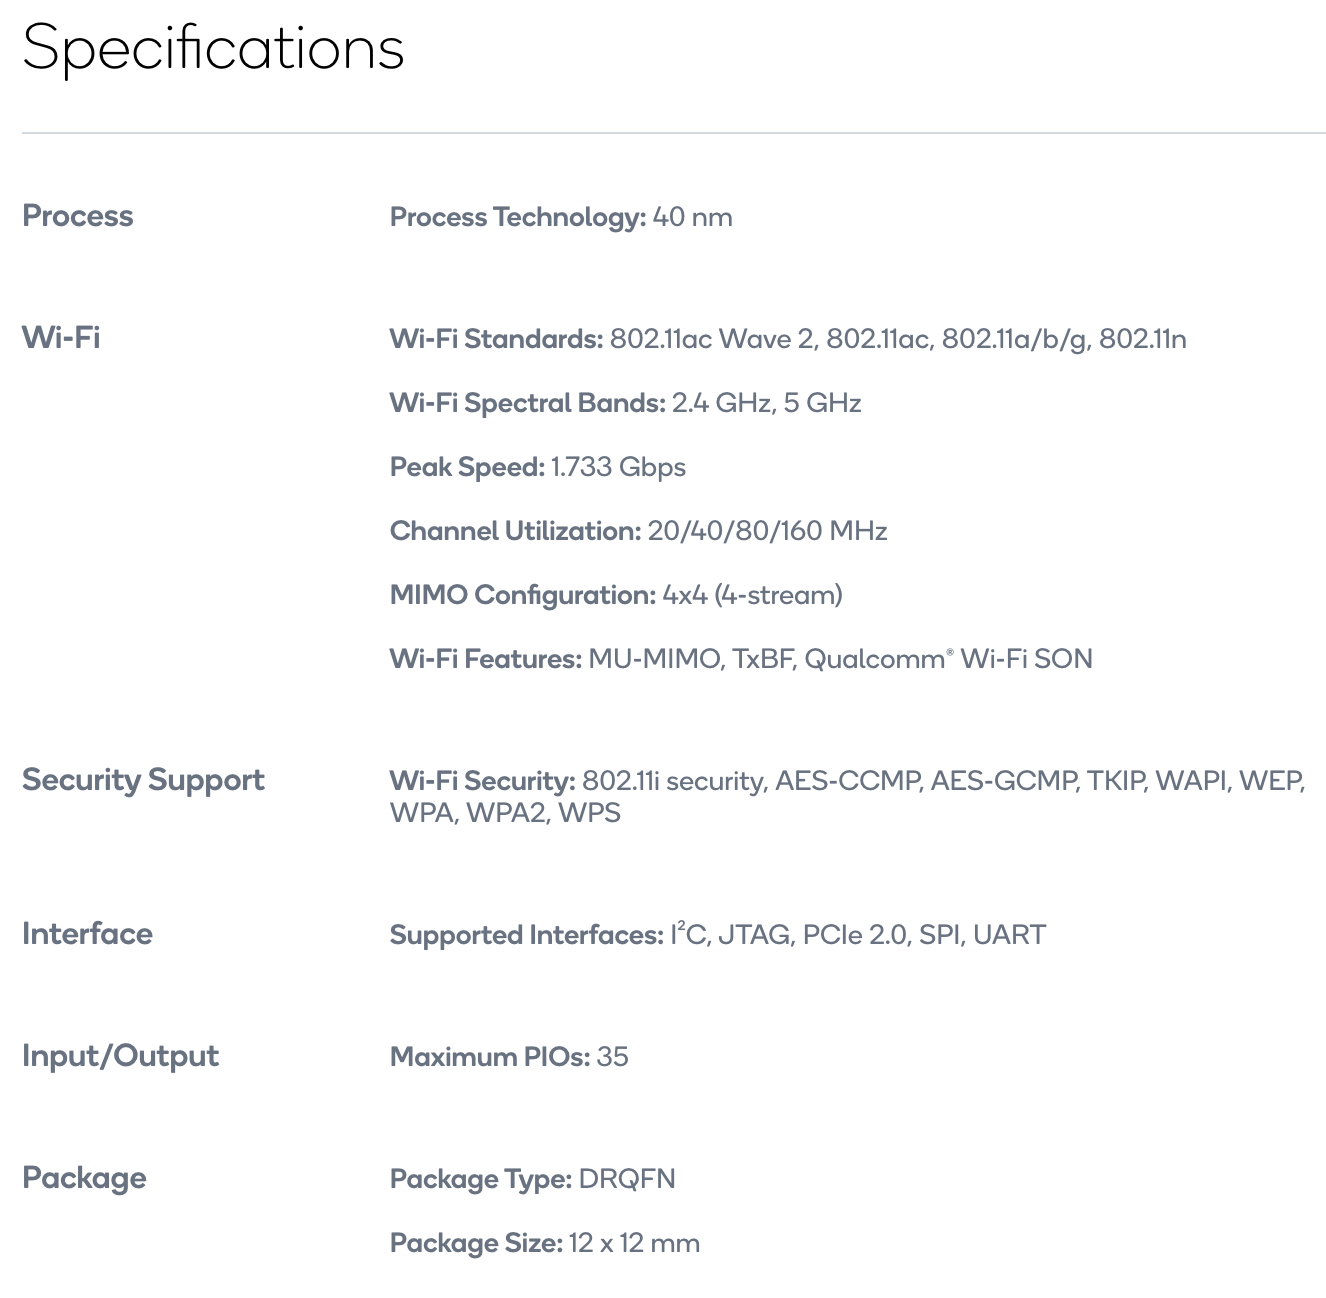 Specifications
Process
Process Technology: 40 nm
Wi-Fi
Wi-Fi Standards: 802.11ac Wave 2, 802.11ac, 802.11a/b/g, 802.11n
Wi-Fi Spectral Bands: 2.4 GHz, 5 GHz
Peak Speed: 1.733 Gbps
Channel Utilization: 20/40/80/160 MHz
MIMO Configuration: 4x4 (4-stream)
Wi-Fi Features: MU-MIMO, TxBF, Qualcomm® Wi-Fi SON
Security Support
Wi-Fi Security: 802.11i security, AES-CCMP, AES-GCMP, TKIP, WAPI, WEP,
WPA, WPA2, WPS
Interface
Supported Interfaces: I²C, JTAG, PCIe 2.0, SPI, UART
Input/Output
Maximum PIOs: 35
Package
Package Type: DRQFN
Package Size: 12 x 12 mm